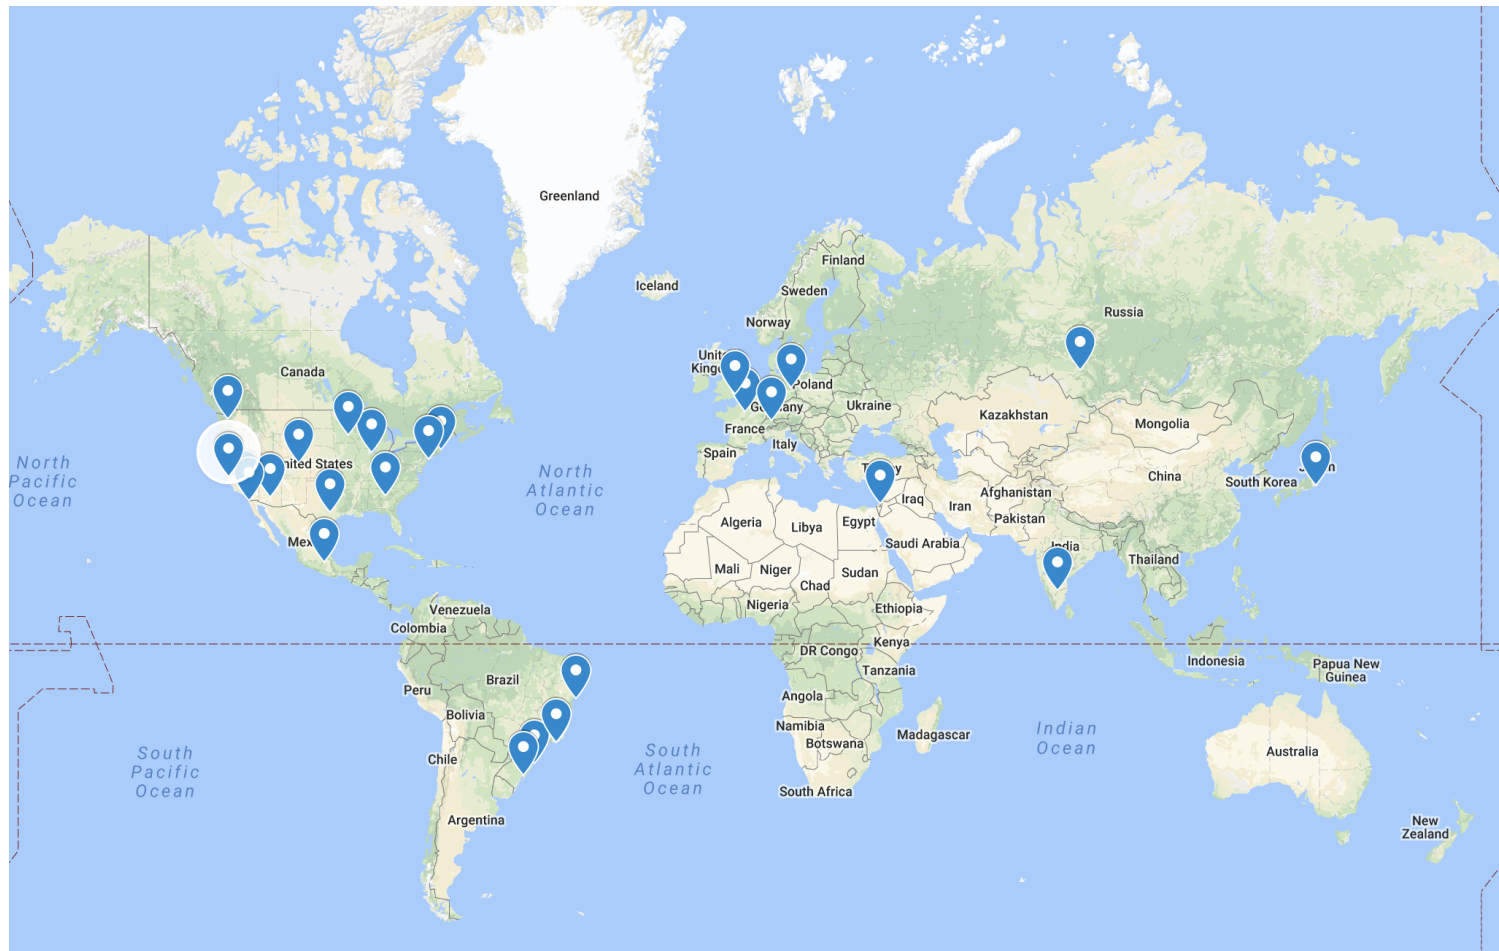 Greenland
Iceland
Finland
Sweden
Norway
Russia
Canada
Poland
Ukraine
France
Italy
Spain
Kazakhstan
Mongolia
China
South Korea
Afghanistan
Iraq
Iran
Pakistan
North
Pacific
Ocean
North
Atlantic
Ocean
Algeria
Libya
Egypt
Saudi Arabia
India
Thailand
Mali
Niger
Chad
Sudan
Nigeria
Ethiopia
Venezuela
Colombia
Kenya
DR Congo
Tanzania
Indonesia
Papua New
Guinea
Brazil
Peru
Bolivia
Angola
Namibia
Botswana
Madagascar
Indian
Ocean
Australia
Chile
South
Pacific
Ocean
South
Atlantic
Ocean
South Africa
Argentina
New
Zealand